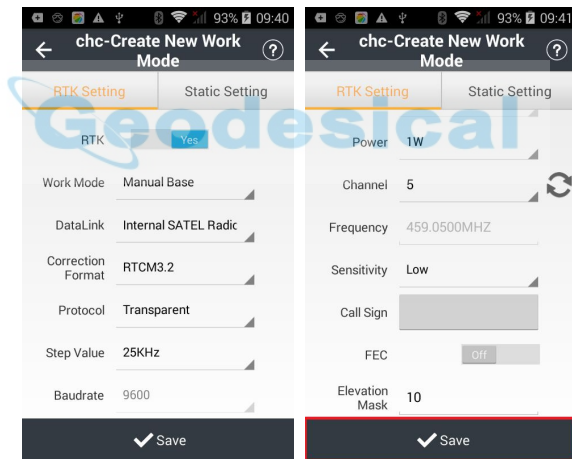 93% 09:40
chc-Create New Work
Mode
?
RTK Setting
Static Setting
RTK
Yes
Work Mode
Manual Base
DataLink
Internal SATEL Radic
Correction
Format
RTCM3.2
Protocol
Transparent
Step Value
25KHz
Baudrate
9600
Save
93% 09:41
chc-Create New Work
Mode
?
RTK Setting
Static Setting
Power
1W
Channel
5
Frequency
459.0500MHZ
Sensitivity
Low
Call Sign
FEC
Off
Elevation
Mask
10
Save
Geodesical